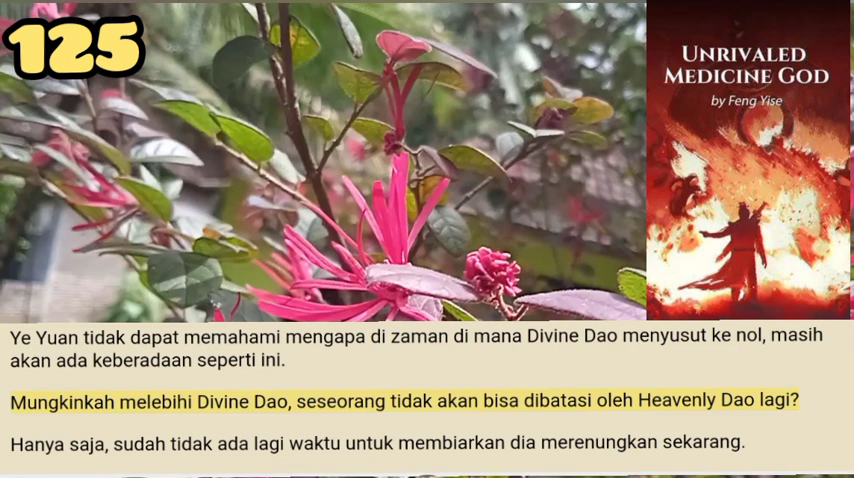 125
UNRIVALED
MEDICINE GOD
by Feng Yise
Ye Yuan tidak dapat memahami mengapa di zaman di mana Divine Dao menyusut ke nol, masih
akan ada keberadaan seperti ini.
Mungkinkah melebihi Divine Dao, seseorang tidak akan bisa dibatasi oleh Heavenly Dao lagi?
Hanya saja, sudah tidak ada lagi waktu untuk membiarkan dia merenungkan sekarang.